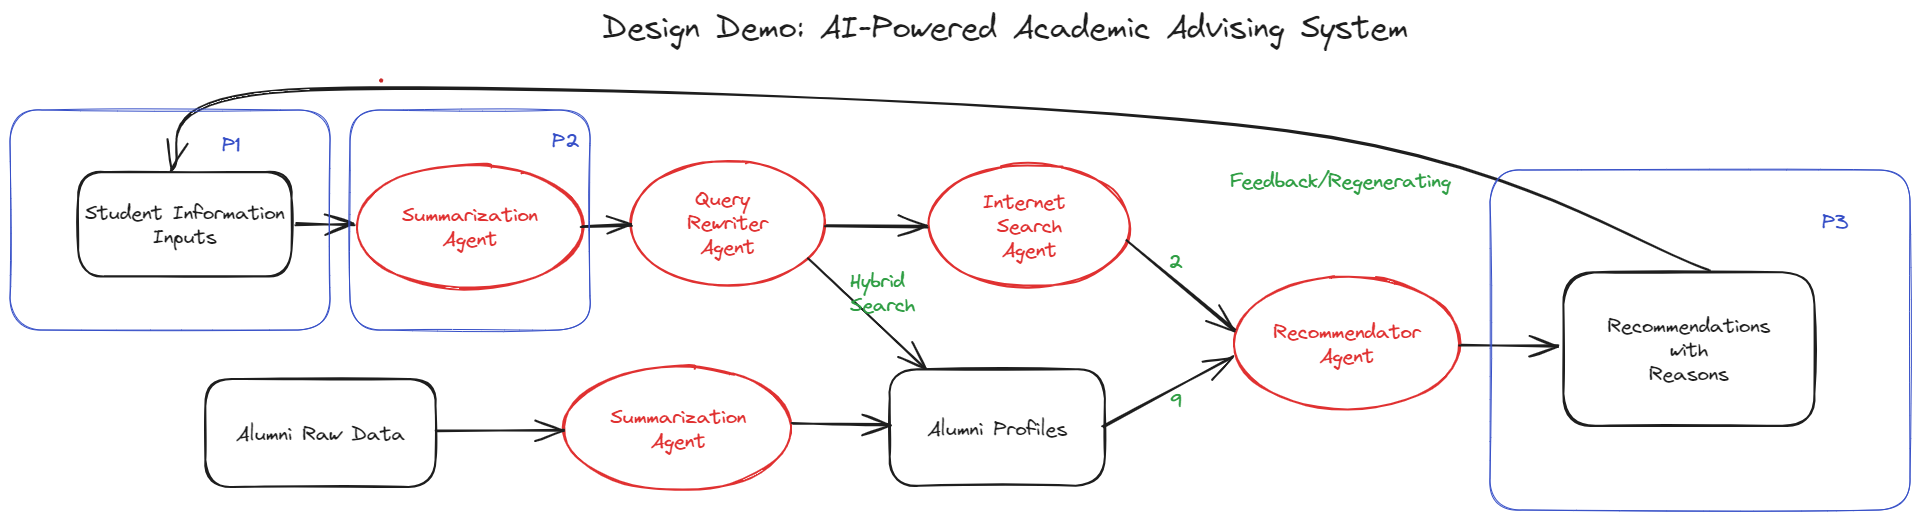 Design Demo: AI-Powered Academic Advising System
P1
Student Information
Inputs
P2
Summarization
Agent
Query
Rewriter
Agent
Internet
Search
Agent
Hybrid
Search
2
9
Feedback/Regenerating
Recommendator
Agent
P3
Recommendations
with
Reasons
Alumni Raw Data
Summarization
Agent
Alumni Profiles